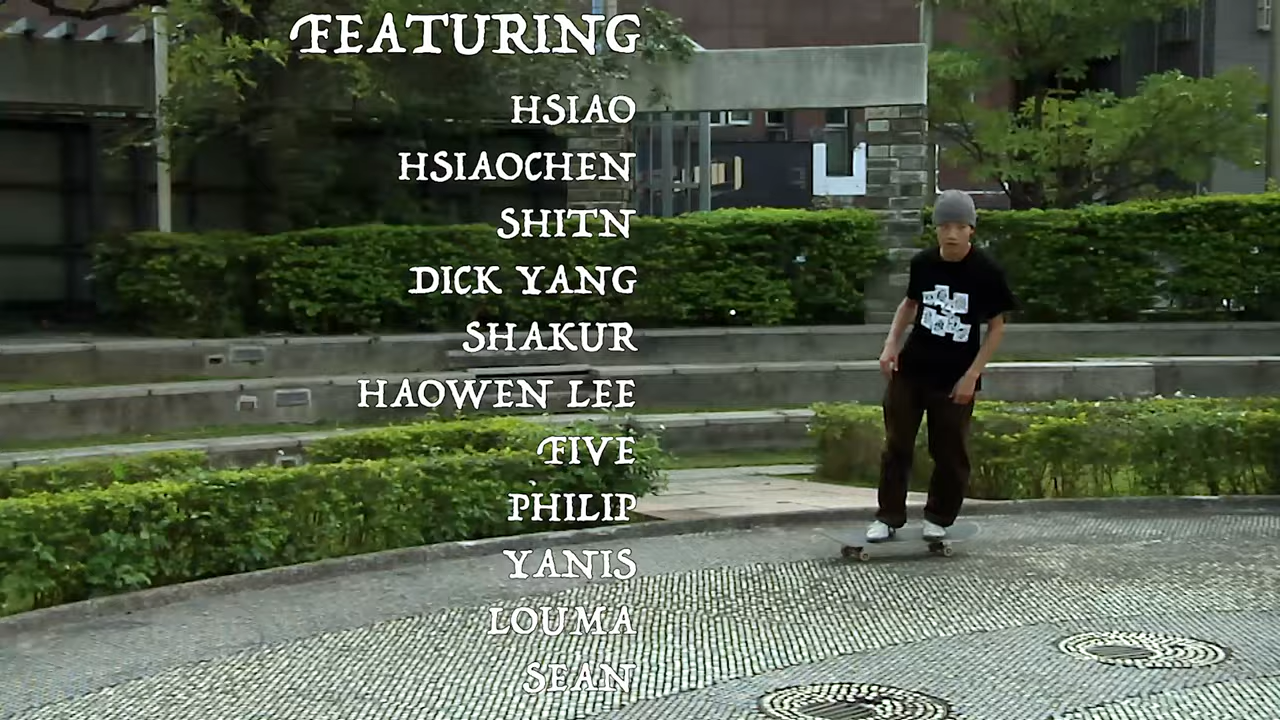 FEATURING
HSIAO
HSIAOCHEN
SHITN
DICK YANG
SHAKUR
HAOWEN LEE
FIVE
PHILIP
YANIS
LOUMA
SEAN